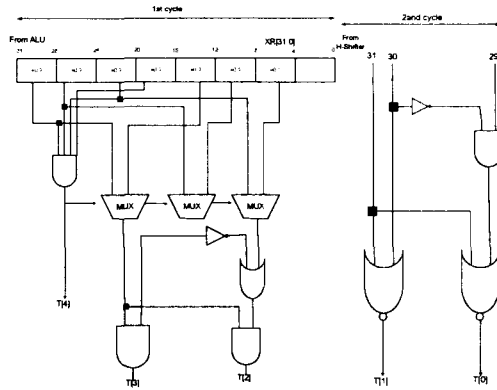 1st cycle
2and cycle
From ALU
XR[31:0]
From
H-Shifter
31
28
24
20
16
12
8
4
0
31
30
29
MUX
MUX
MUX
T[4]
T[3]
T[2]
T[1]
T[0]